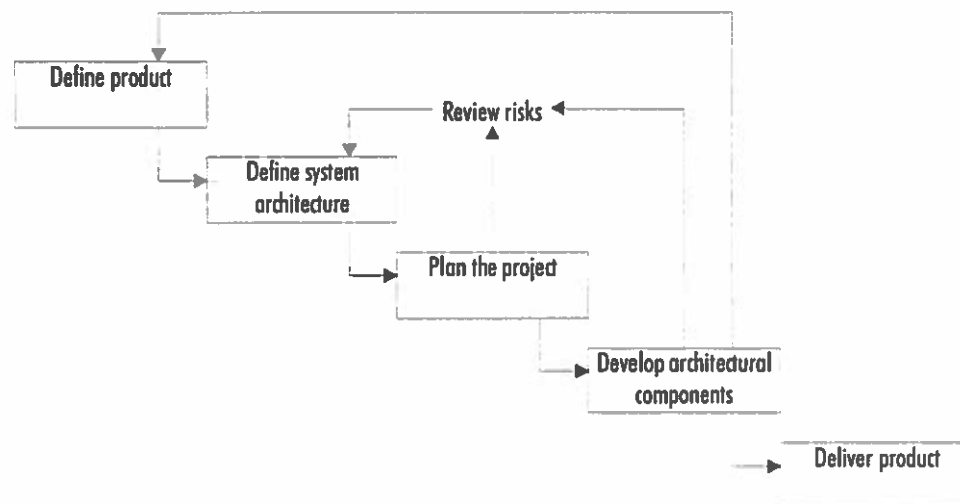 Define product
Review risks
Define system
architecture
Plan the project
Develop architectural
components
Deliver product